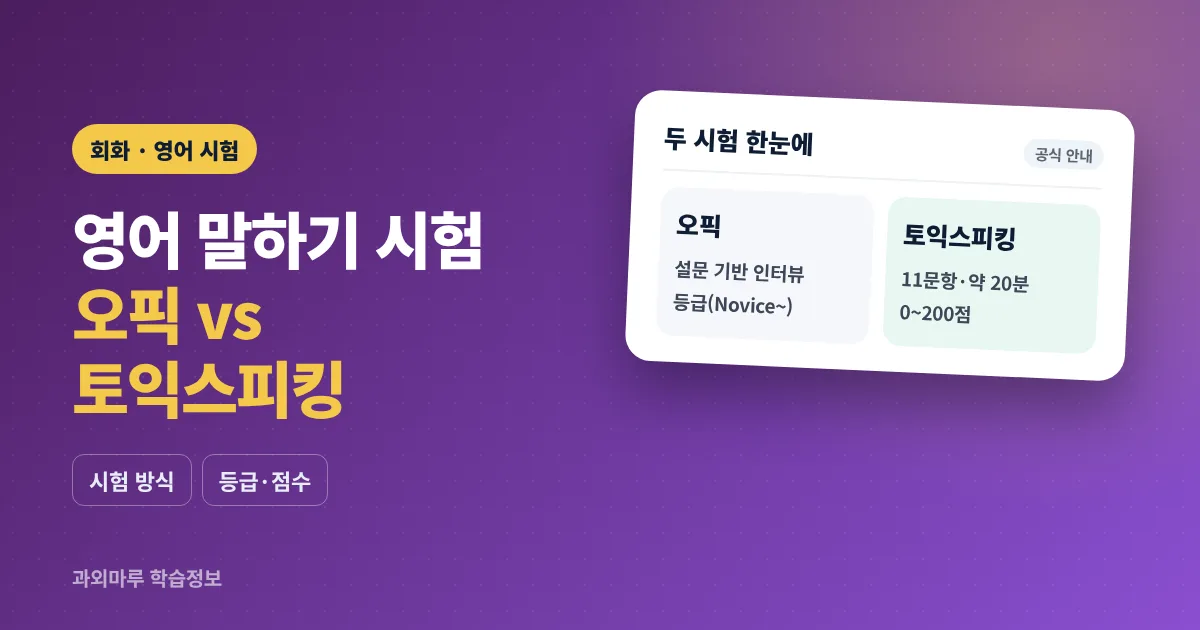 회화 · 영어 시험
영어 말하기 시험
오픽 vs
토익스피킹
시험 방식
등급·점수
과외마루 학습정보
두 시험 한눈에
공식 안내
오픽
설문 기반 인터뷰
등급(Novice~)
토익스피킹
11문항·약 20분
0~200점